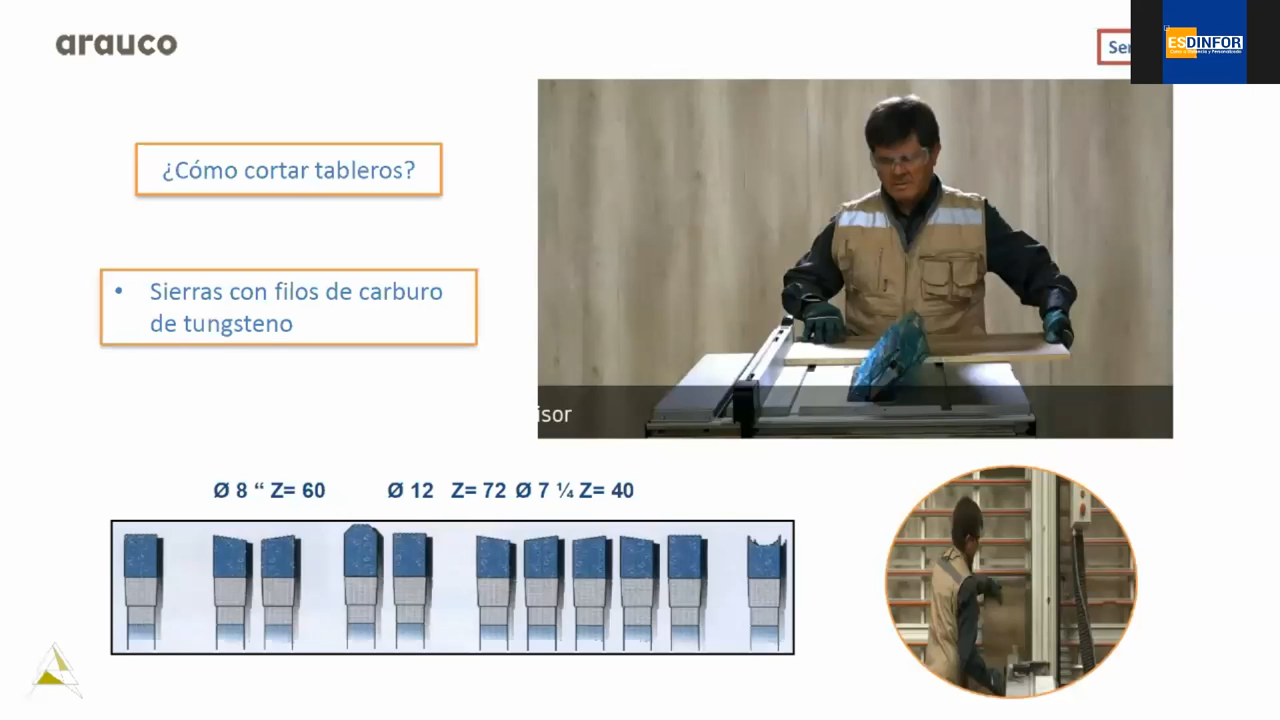 arauco
ESDINFOR
¿Cómo cortar tableros?
• Sierras con filos de carburo
de tungsteno
isor
Ø 8 “ Z= 60 Ø 12 Z= 72 Ø 7 ¼ Z= 40